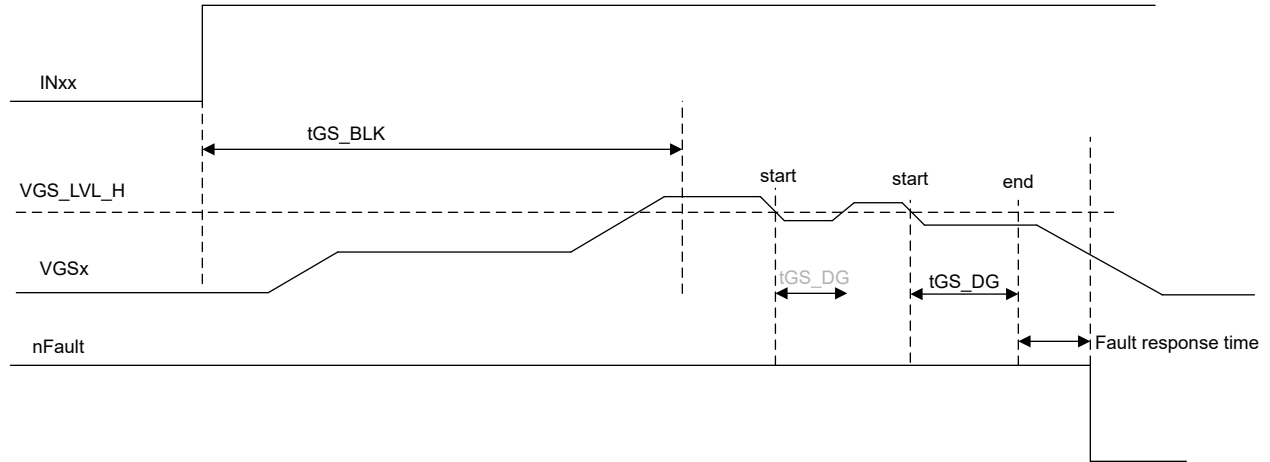 INxx
tGS_BLK
VGS_LVL_H
start
start
end
VGSx
tGS_DG
tGS_DG
nFault
Fault response time